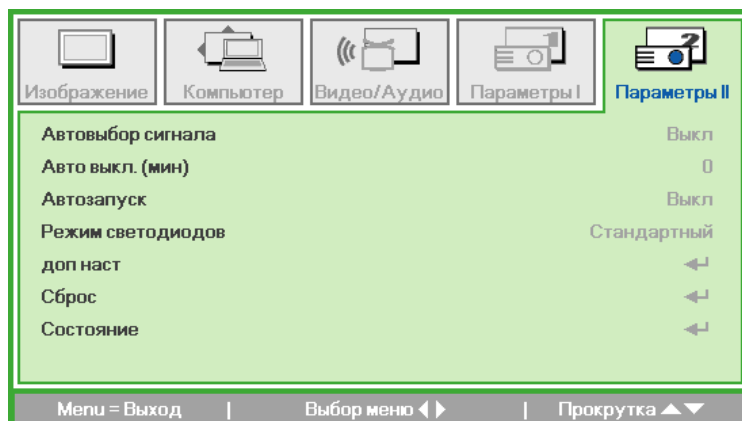 Изображение Компьютер Видео/Аудио Параметры I Параметры II
Автовыбор сигнала Выкл
Авто выкл. (мин) 0
Автозапуск Выкл
Режим светодиодов Стандартный
доп наст
Сброс
Состояние
Menu = Выход | Выбор меню | Прокрутка